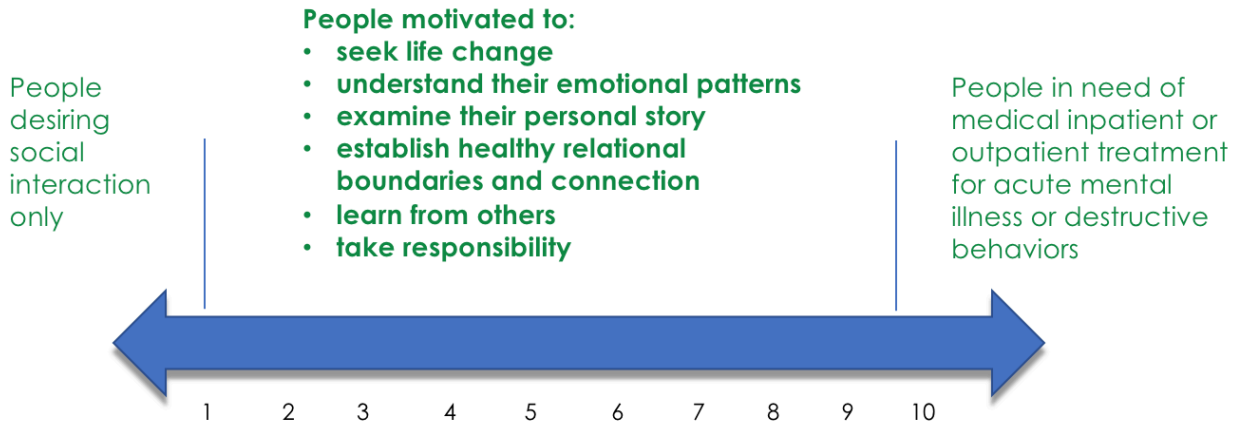 People
desiring
social
interaction
only
People motivated to:
• seek life change
• understand their emotional patterns
• examine their personal story
• establish healthy relational
boundaries and connection
• learn from others
• take responsibility
People in need of
medical inpatient or
outpatient treatment
for acute mental
illness or destructive
behaviors
1 2 3 4 5 6 7 8 9 10